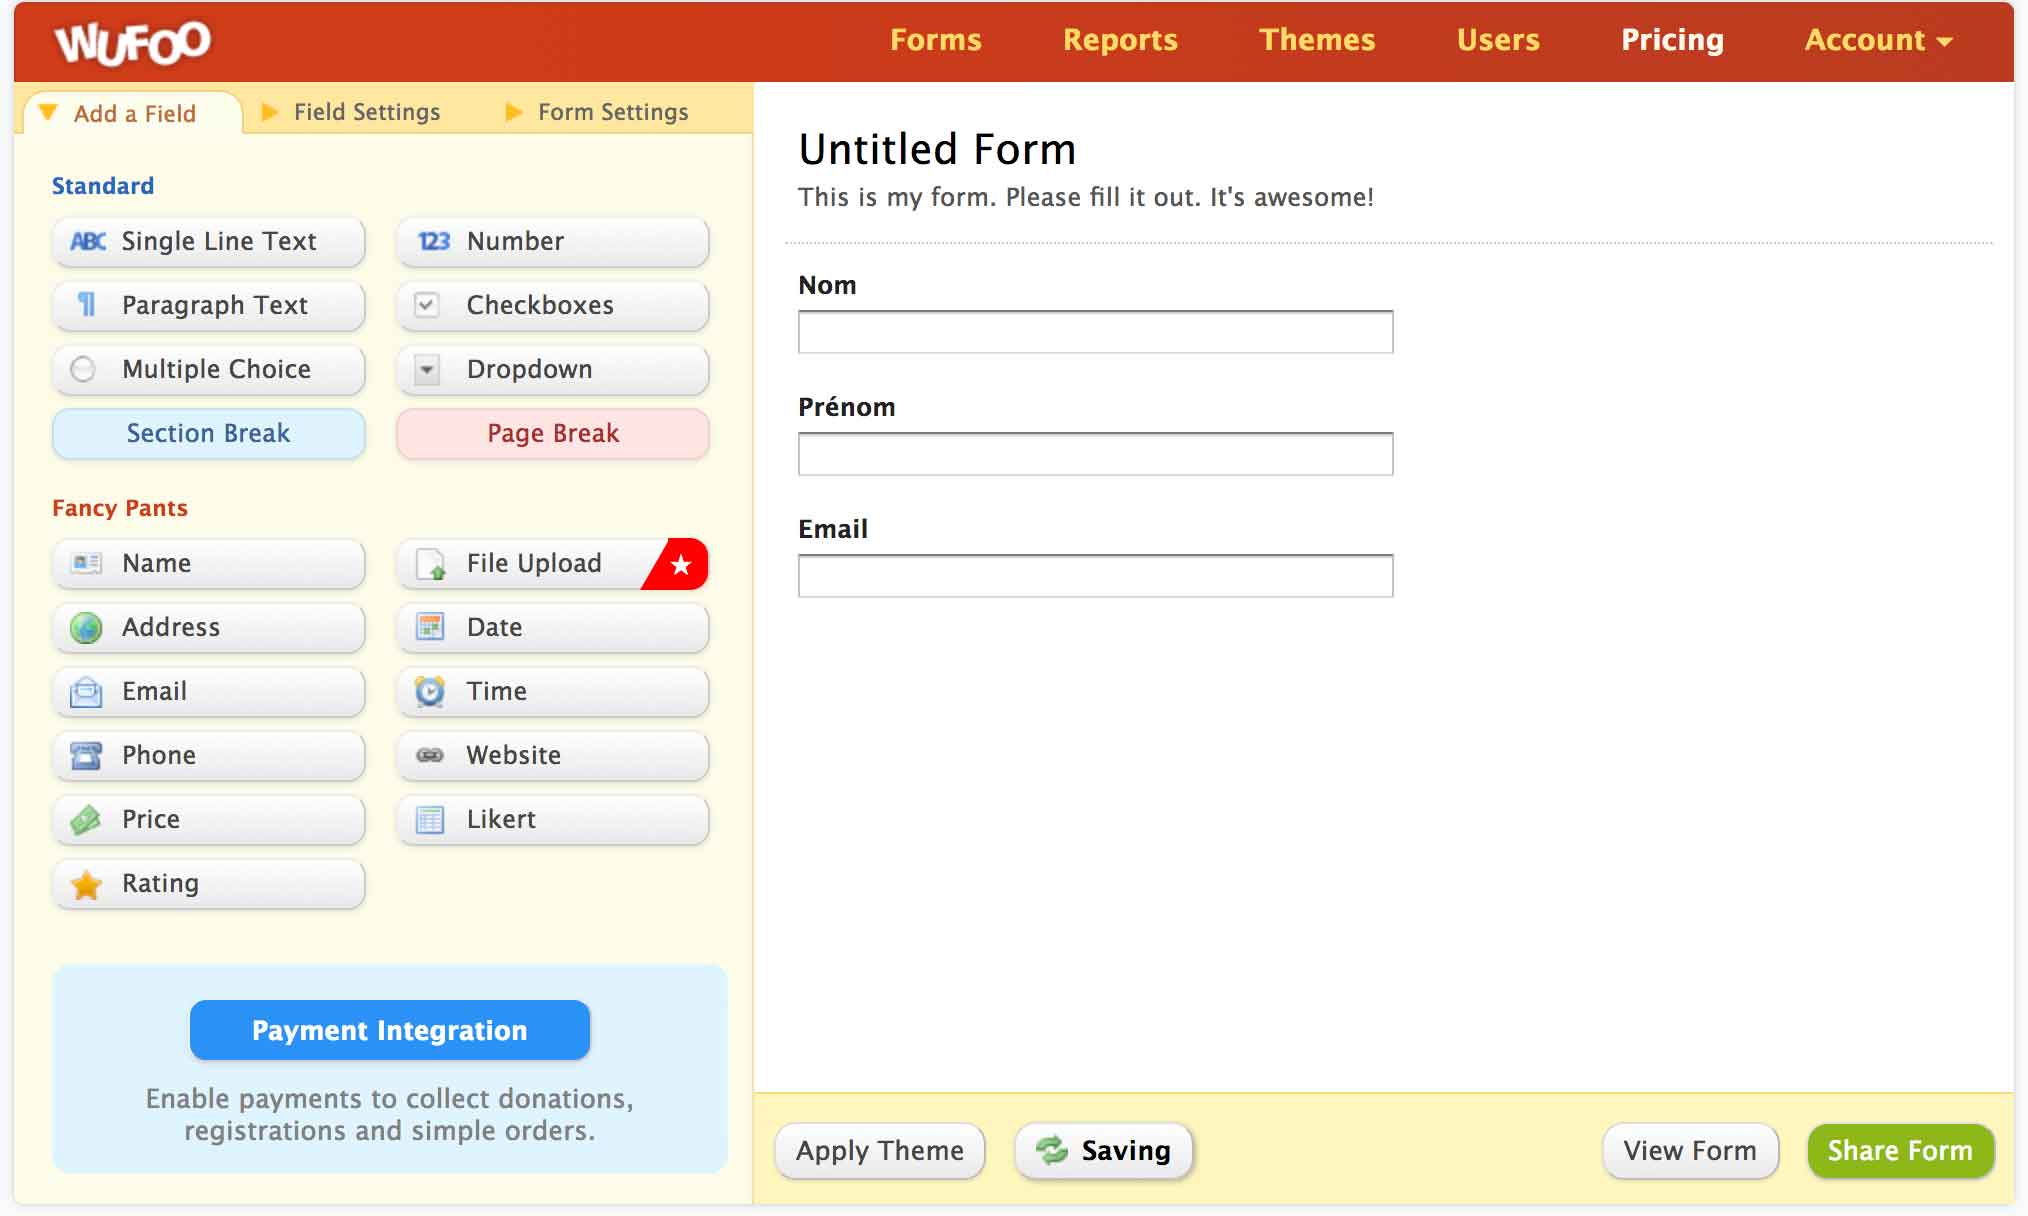 WUFOO
Forms
Reports
Themes
Users
Pricing
Account
Add a Field
Field Settings
Form Settings
Standard
ABC Single Line Text
123 Number
Paragraph Text
Checkboxes
Multiple Choice
Dropdown
Section Break
Page Break
Fancy Pants
Name
File Upload
Address
Date
Email
Time
Phone
Website
Price
Likert
Rating
Payment Integration
Enable payments to collect donations,
registrations and simple orders.
Untitled Form
This is my form. Please fill it out. It's awesome!
Nom
Prénom
Email
Apply Theme
Saving
View Form
Share Form